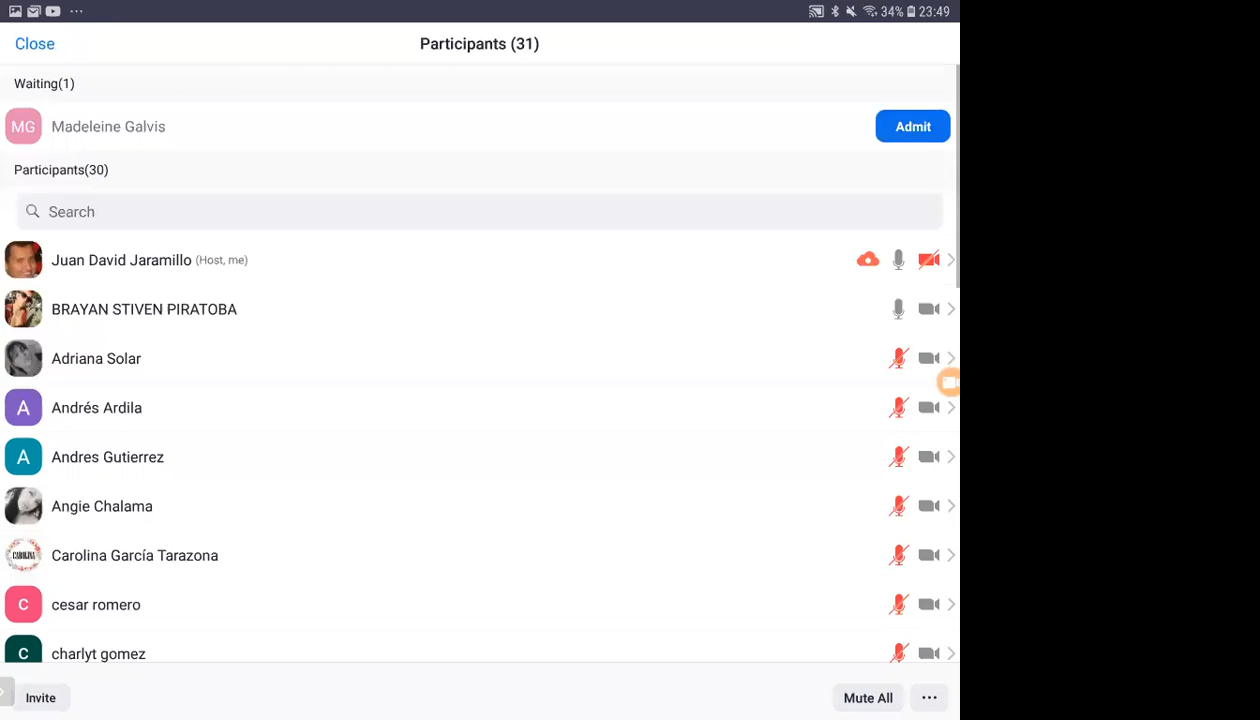 34% 23:49
Close
Participants (31)
Waiting(1)
MG Madeleine Galvis Admit
Participants(30)
Search
Juan David Jaramillo (Host, me)
BRAYAN STIVEN PIRATOBA
Adriana Solar
A Andrés Ardila
A Andres Gutierrez
Angie Chalama
CAROLINA Carolina García Tarazona
C cesar romero
C charlyt gomez
Invite Mute All